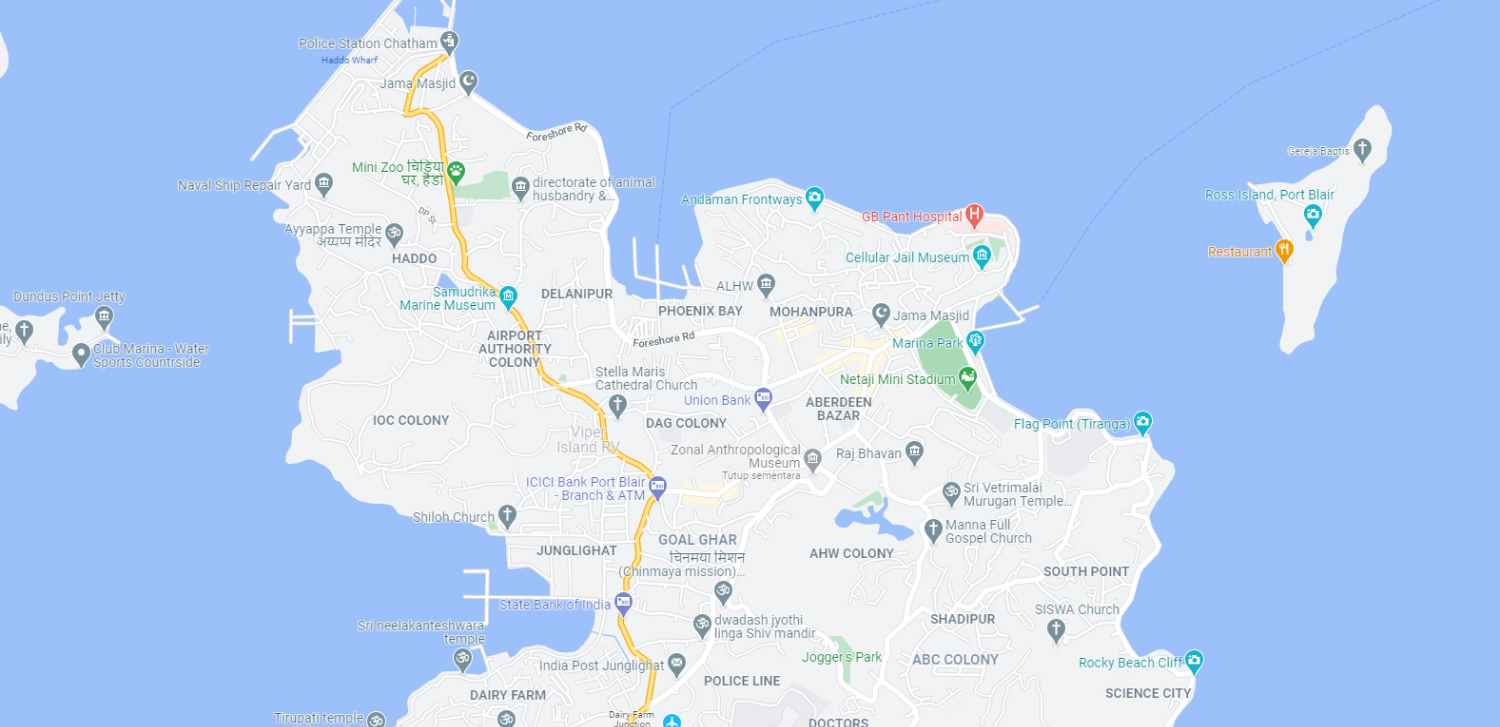 Police Station Chatham
Haddo Wharf
Jama Masjid
Foreshore Rd
Gereja Baptis
Mini Zoo चिड़िया
घर, हैडो
Naval Ship Repair Yard
directorate of animal
husbandry &...
Andaman Frontways
Ross Island, Port Blair
DP St
GB Pant Hospital
Ayyappa Temple
अय्यप्प मंदिर
HADDO
Cellular Jail Museum
Restaurant
Samudrika
Marine Museum
DELANIPUR
ALHW
PHOENIX BAY
MOHANPURA
Jama Masjid
Dundus Point Jetty
ne,
ily
Club Marina - Water
Sports Countrside
AIRPORT
AUTHORITY
COLONY
Foreshore Rd
Marina Park
Stella Maris
Cathedral Church
Netaji Mini Stadium
Union Bank
ABERDEEN
BAZAR
IOC COLONY
DAG COLONY
Flag Point (Tiranga)
Viper
Island RV
Zonal Anthropological
Museum
Tutup sementara
Raj Bhavan
ICICI Bank Port Blair
- Branch & ATM
Sri Vetrimalai
Murugan Temple...
Shiloh Church
Manna Full
Gospel Church
JUNGLIGHAT
GOAL GHAR
चिनमया मिशन
(Chinmaya mission)...
AHW COLONY
SOUTH POINT
State Bank of India
SISWA Church
dwadash jyothi
linga Shiv mandir
SHADIPUR
Sri neelakanteshwara
temple
India Post Junglighat
Jogger's Park
ABC COLONY
Rocky Beach Cliff
POLICE LINE
DAIRY FARM
SCIENCE CITY
Tirupati temple
Dairy Farm
Junction
DOCTORS